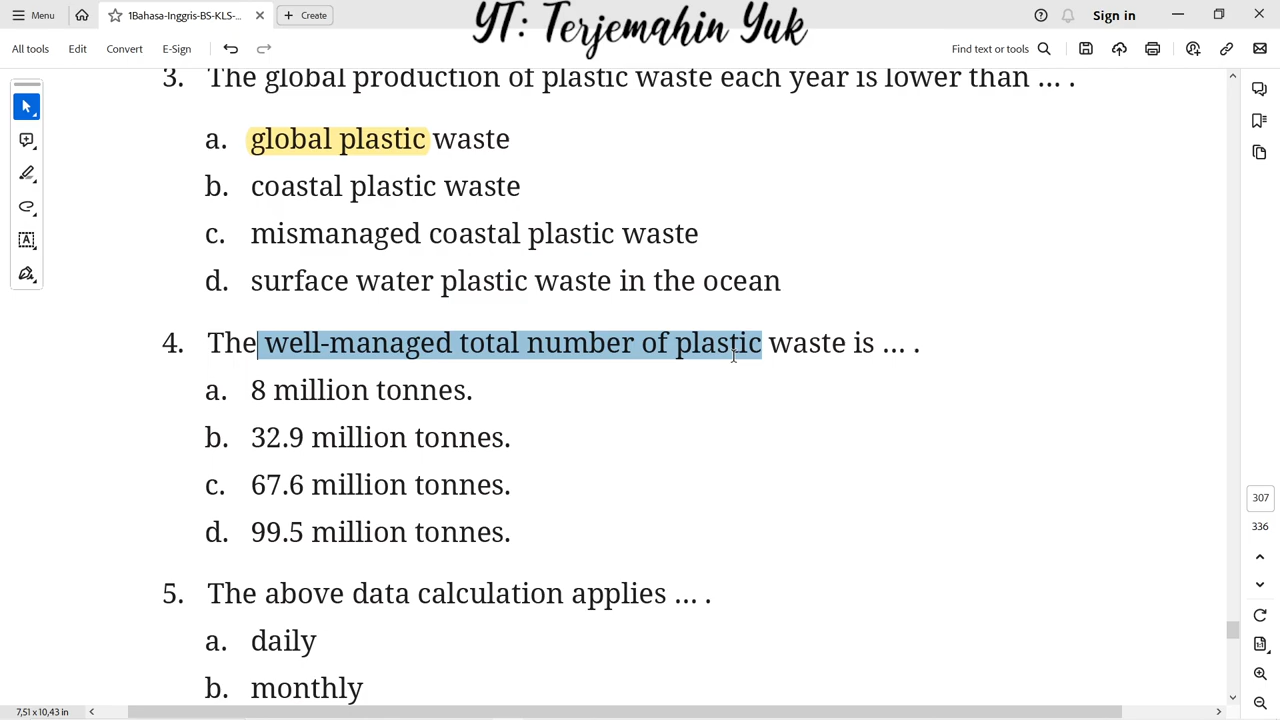 1Bahasa-Inggris-BS-KLS-...
Create
YT: Terjemahin Yuk
Sign in
Menu
All tools
Edit
Convert
E-Sign
Find text or tools
3. The global production of plastic waste each year is lower than ... .
a. global plastic waste
b. coastal plastic waste
c. mismanaged coastal plastic waste
d. surface water plastic waste in the ocean
4. The well-managed total number of plastic waste is ... .
a. 8 million tonnes.
b. 32.9 million tonnes.
c. 67.6 million tonnes.
d. 99.5 million tonnes.
5. The above data calculation applies ... .
a. daily
b. monthly
307
336
7,51 x 10,43 in